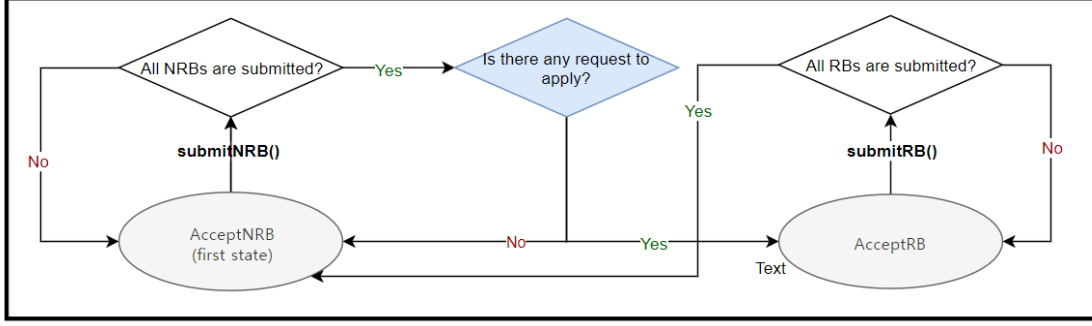 All NRBs are submitted?
Yes
Is there any request to
apply?
All RBs are submitted?
Yes
No
submitNRB()
submitRB()
No
AcceptNRB
(first state)
No
Yes
AcceptRB
Text